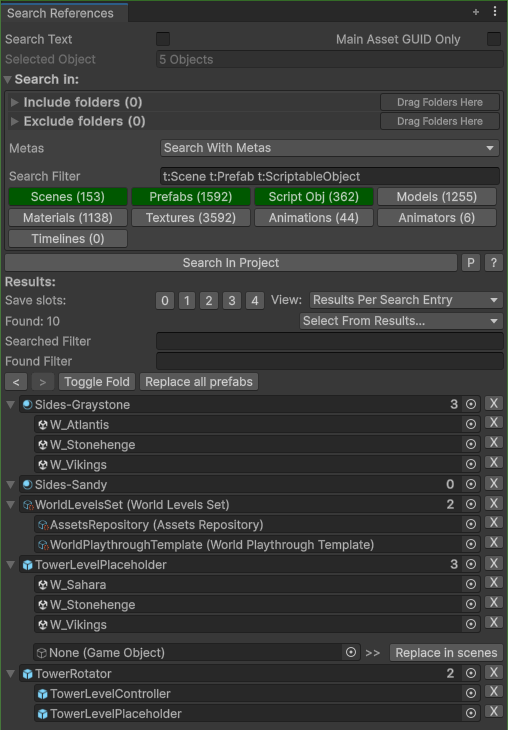 Search References
Search Text Main Asset GUID Only
Selected Object 5 Objects
Search in:
Include folders (0) Drag Folders Here
Exclude folders (0) Drag Folders Here
Metas Search With Metas
Search Filter t:Scene t:Prefab t:ScriptableObject
Scenes (153) Prefabs (1592) Script Obj (362) Models (1255)
Materials (1138) Textures (3592) Animations (44) Animators (6)
Timelines (0)
Search In Project P ?
Results:
Save slots: 0 1 2 3 4 View: Results Per Search Entry
Found: 10 Select From Results...
Searched Filter
Found Filter
< > Toggle Fold Replace all prefabs
Sides-Graystone 3 X
W_Atlantis X
W_Stonehenge X
W_Vikings X
Sides-Sandy 0 X
WorldLevelsSet (World Levels Set) 2 X
AssetsRepository (Assets Repository) X
WorldPlaythroughTemplate (World Playthrough Template) X
TowerLevelPlaceholder 3 X
W_Sahara X
W_Stonehenge X
W_Vikings X
None (Game Object) >> Replace in scenes
TowerRotator 2 X
TowerLevelController X
TowerLevelPlaceholder X